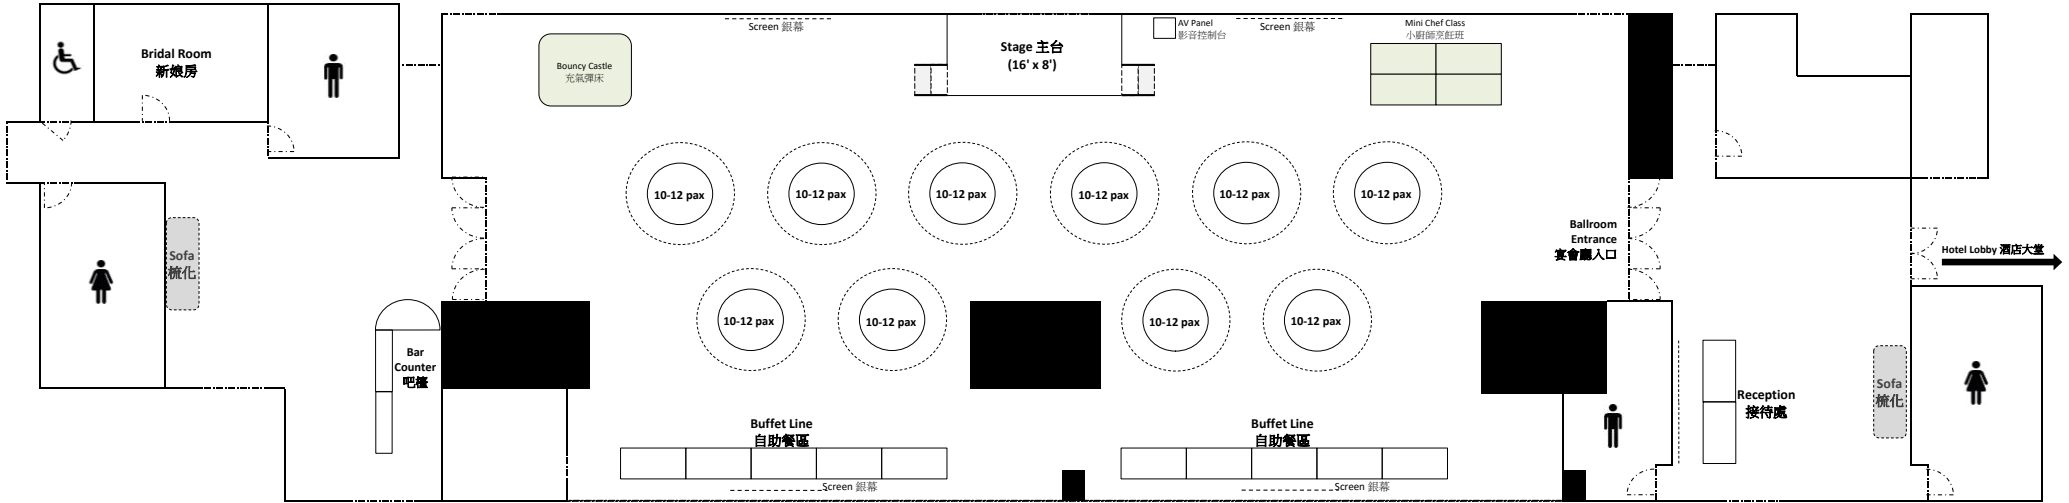 Screen 銀幕
Stage 主台
(16' x 8')
AV Panel
影音控制台
Screen 銀幕
Mini Chef Class
小廚師烹飪班
Bridal Room
新娘房
Bouncy Castle
充氣彈床
10-12 pax
10-12 pax
10-12 pax
10-12 pax
10-12 pax
10-12 pax
Ballroom
Entrance
宴會廳入口
Hotel Lobby 酒店大堂
Sofa
梳化
10-12 pax
10-12 pax
10-12 pax
10-12 pax
Bar
Counter
吧檯
Reception
接待處
Sofa
梳化
Buffet Line
自助餐區
Buffet Line
自助餐區
Screen 銀幕
Screen 銀幕